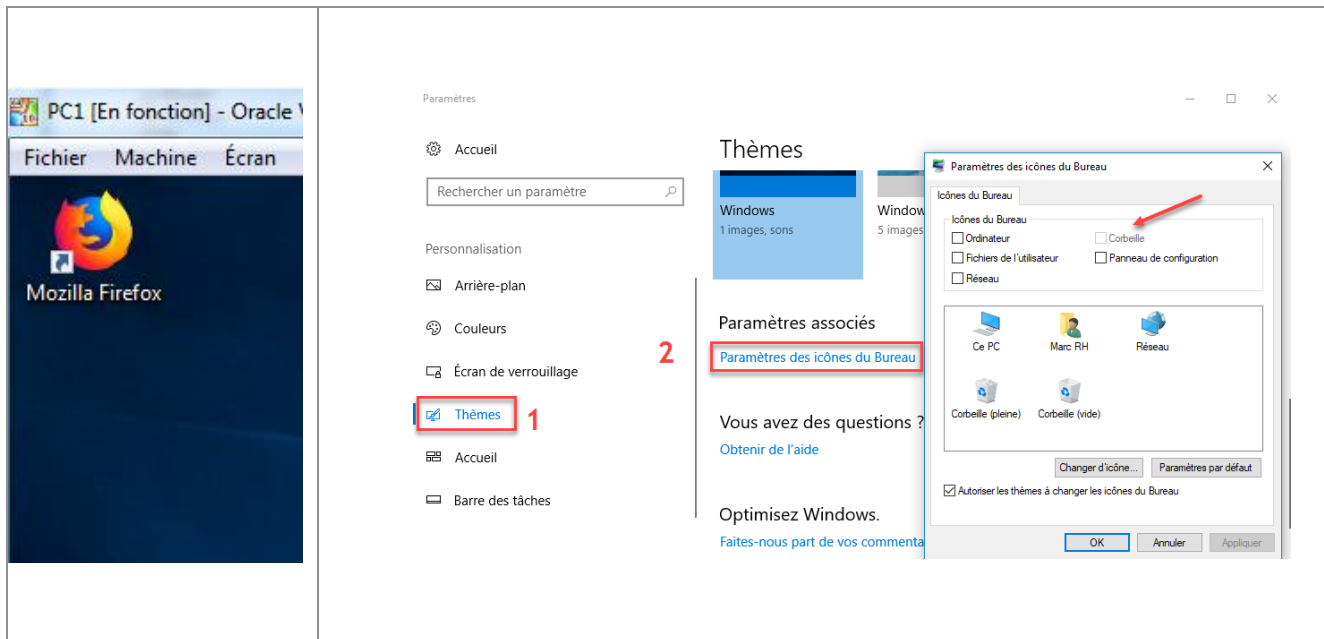 PC1 [En fonction] - Oracle
Fichier Machine Écran
Mozilla Firefox
Paramètres
Accueil
Rechercher un paramètre
Personnalisation
Arrière-plan
Couleurs
Écran de verrouillage
Thèmes
1
Accueil
Barre des tâches
Thèmes
Windows
1 images, sons
Window
5 images
Paramètres associés
2
Paramètres des icônes du Bureau
Vous avez des questions ?
Obtenir de l'aide
Optimisez Windows.
Faites-nous part de vos commenta
Paramètres des icônes du Bureau
Icônes du Bureau
Icônes du Bureau
Ordinateur
Corbeille
Fichiers de l'utilisateur
Panneau de configuration
Réseau
Ce PC
Marc RH
Réseau
Corbeille (pleine)
Corbeille (vide)
Changer d'icône...
Paramètres par défaut
Autoriser les thèmes à changer les icônes du Bureau
OK
Annuler
Appliquer